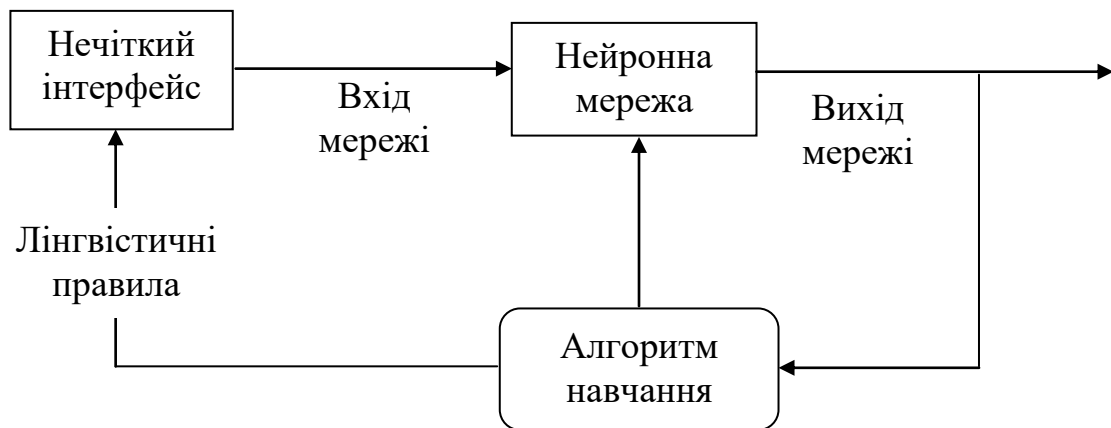 Нечіткий
інтерфейс
Вхід
мережі
Нейронна
мережа
Вихід
мережі
Лінгвістичні
правила
Алгоритм
навчання